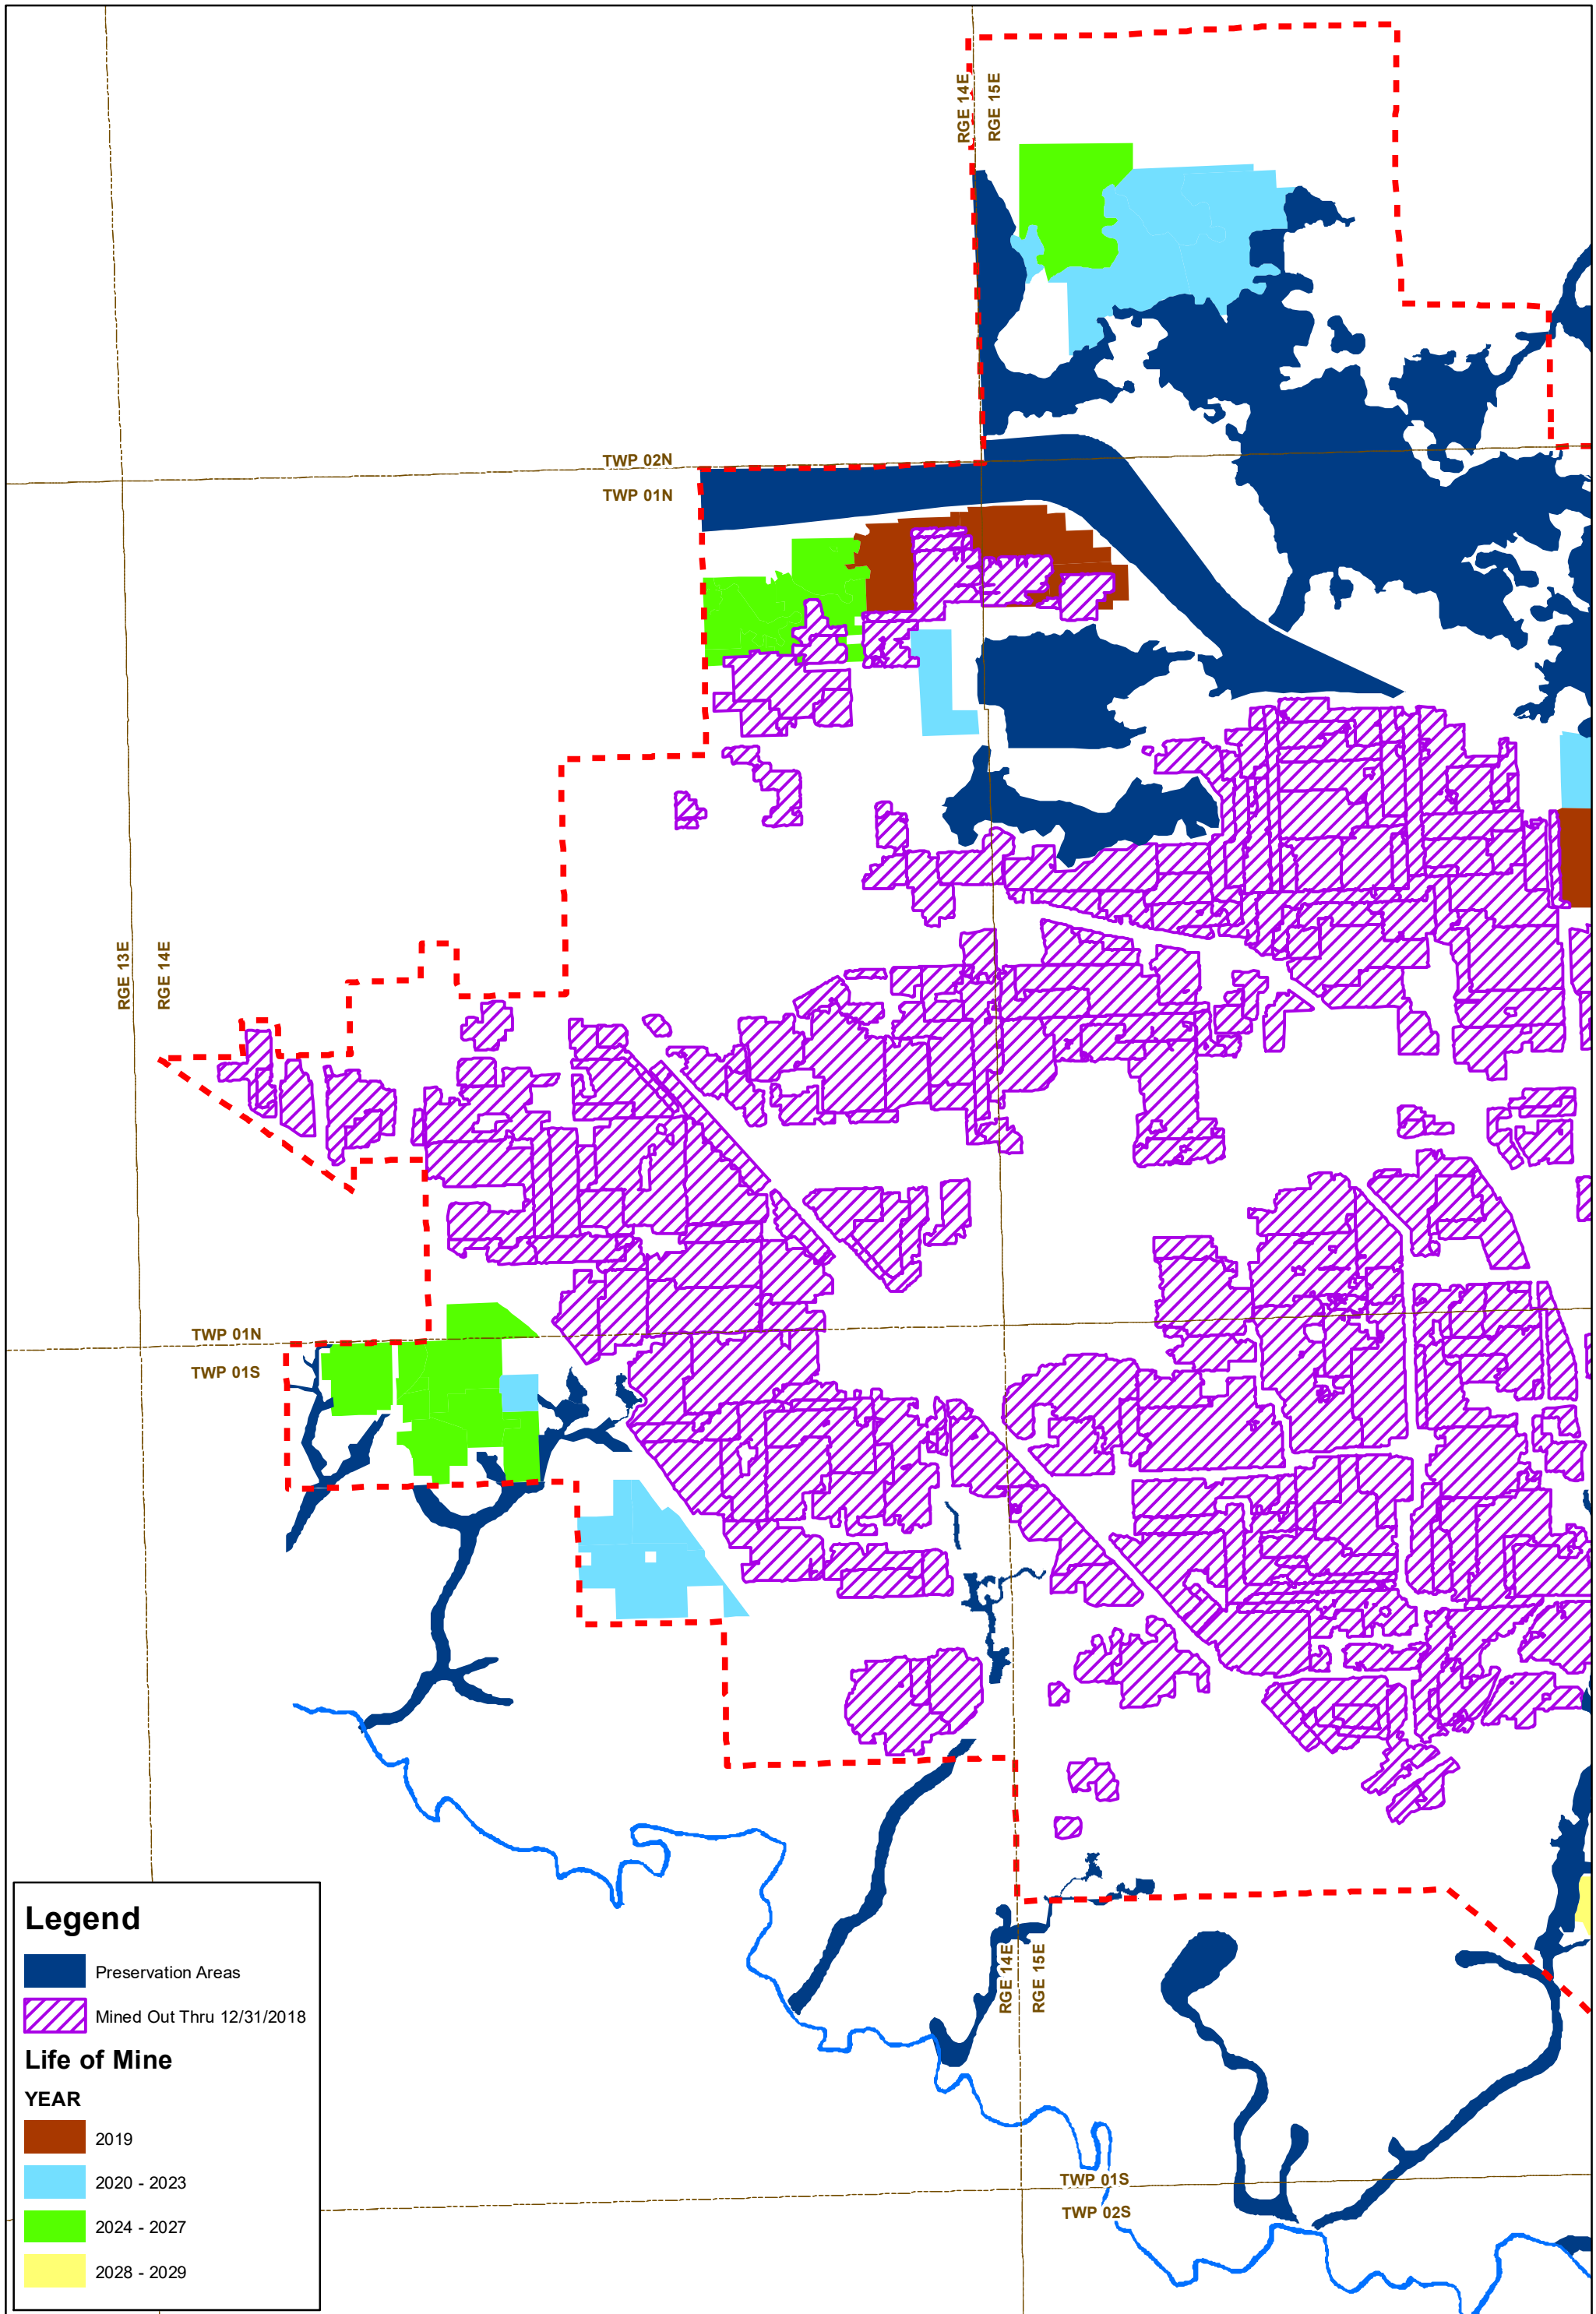 RGE 14E
RGE 15E
TWP 02N
TWP 01N
RGE 13E
RGE 14E
TWP 01N
TWP 01S
RGE 14E
RGE 15E
TWP 01S
TWP 02S
Legend
Preservation Areas
Mined Out Thru 12/31/2018
Life of Mine
YEAR
2019
2020 - 2023
2024 - 2027
2028 - 2029